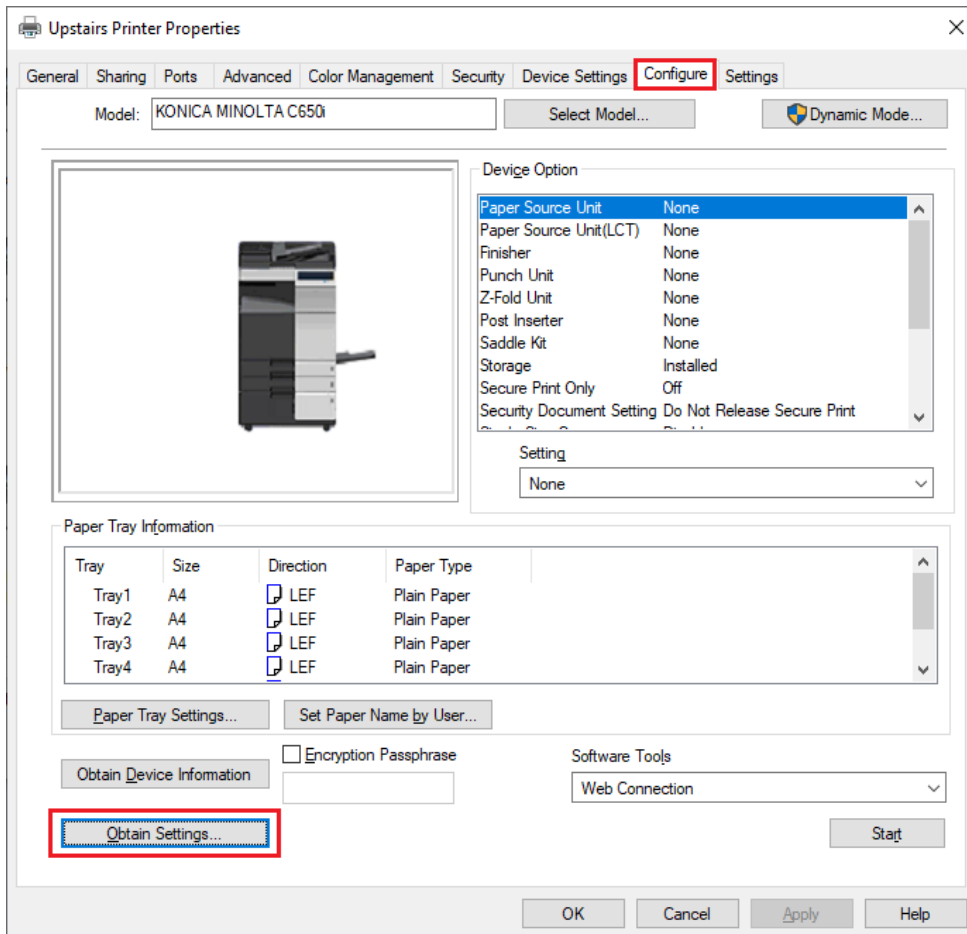 Upstairs Printer Properties
General Sharing Ports Advanced Color Management Security Device Settings Configure Settings
Model: KONICA MINOLTA C650i Select Model... Dynamic Mode...
Device Option
Paper Source Unit None
Paper Source Unit(LCT) None
Finisher None
Punch Unit None
Z-Fold Unit None
Post Inserter None
Saddle Kit None
Storage Installed
Secure Print Only Off
Security Document Setting Do Not Release Secure Print
Setting
None
Paper Tray Information
Tray Size Direction Paper Type
Tray1 A4 LEF Plain Paper
Tray2 A4 LEF Plain Paper
Tray3 A4 LEF Plain Paper
Tray4 A4 LEF Plain Paper
Paper Tray Settings... Set Paper Name by User...
Obtain Device Information Encryption Passphrase Software Tools
Web Connection
Obtain Settings... Start
OK Cancel Apply Help